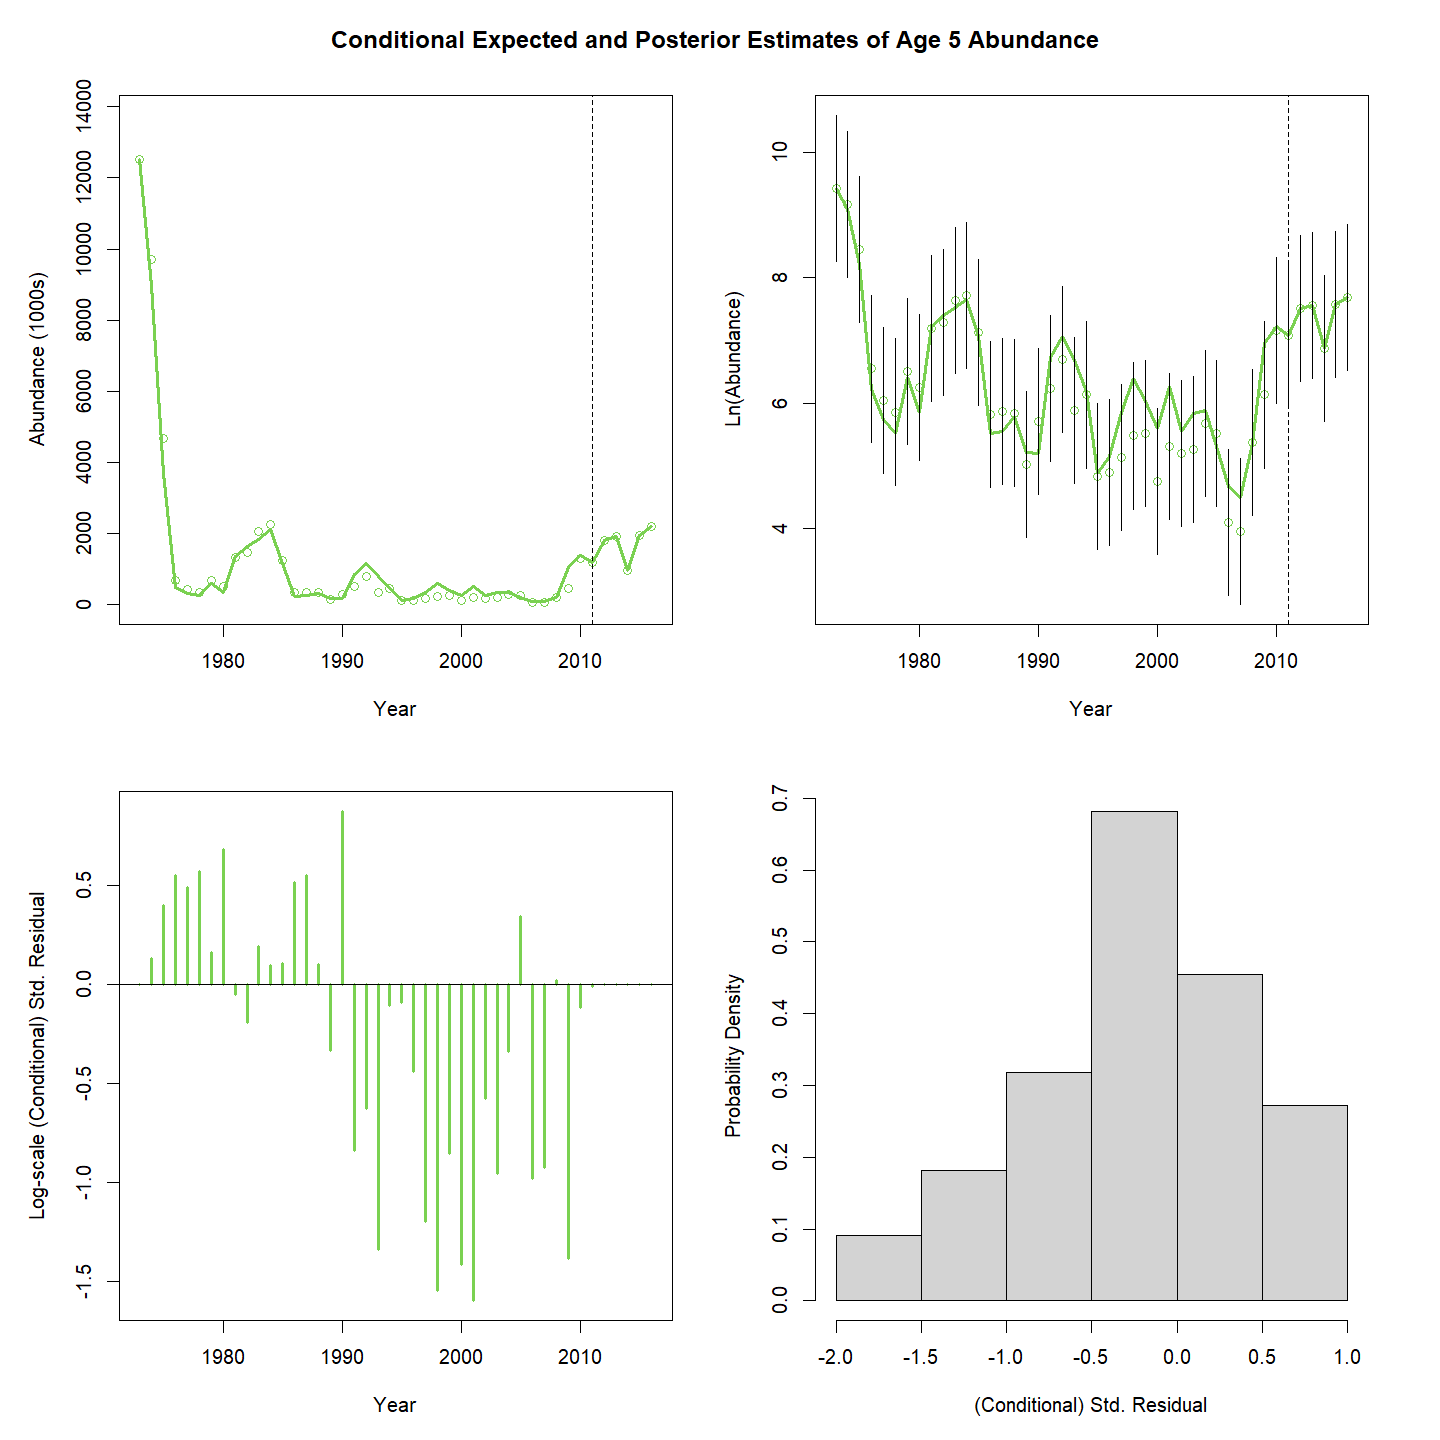 Conditional Expected and Posterior Estimates of Age 5 Abundance
Abundance (1000s)
0 2000 4000 6000 8000 10000 12000 14000
1980 1990 2000 2010
Year
Ln(Abundance)
4 6 8 10
1980 1990 2000 2010
Year
Log-scale (Conditional) Std. Residual
-1.5 -1.0 -0.5 0.0 0.5
1980 1990 2000 2010
Year
Probability Density
0.0 0.1 0.2 0.3 0.4 0.5 0.6 0.7
-2.0 -1.5 -1.0 -0.5 0.0 0.5 1.0
(Conditional) Std. Residual